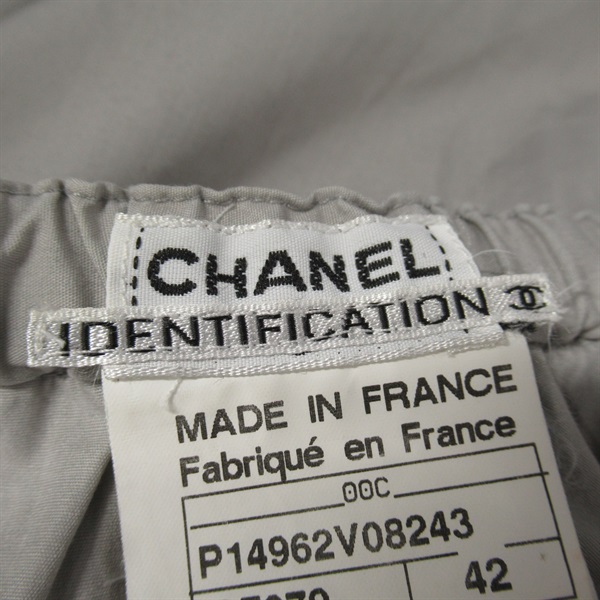 CHANEL
IDENTIFICATION
MADE IN FRANCE
Fabriqué en France
00C
P14962V08243
42